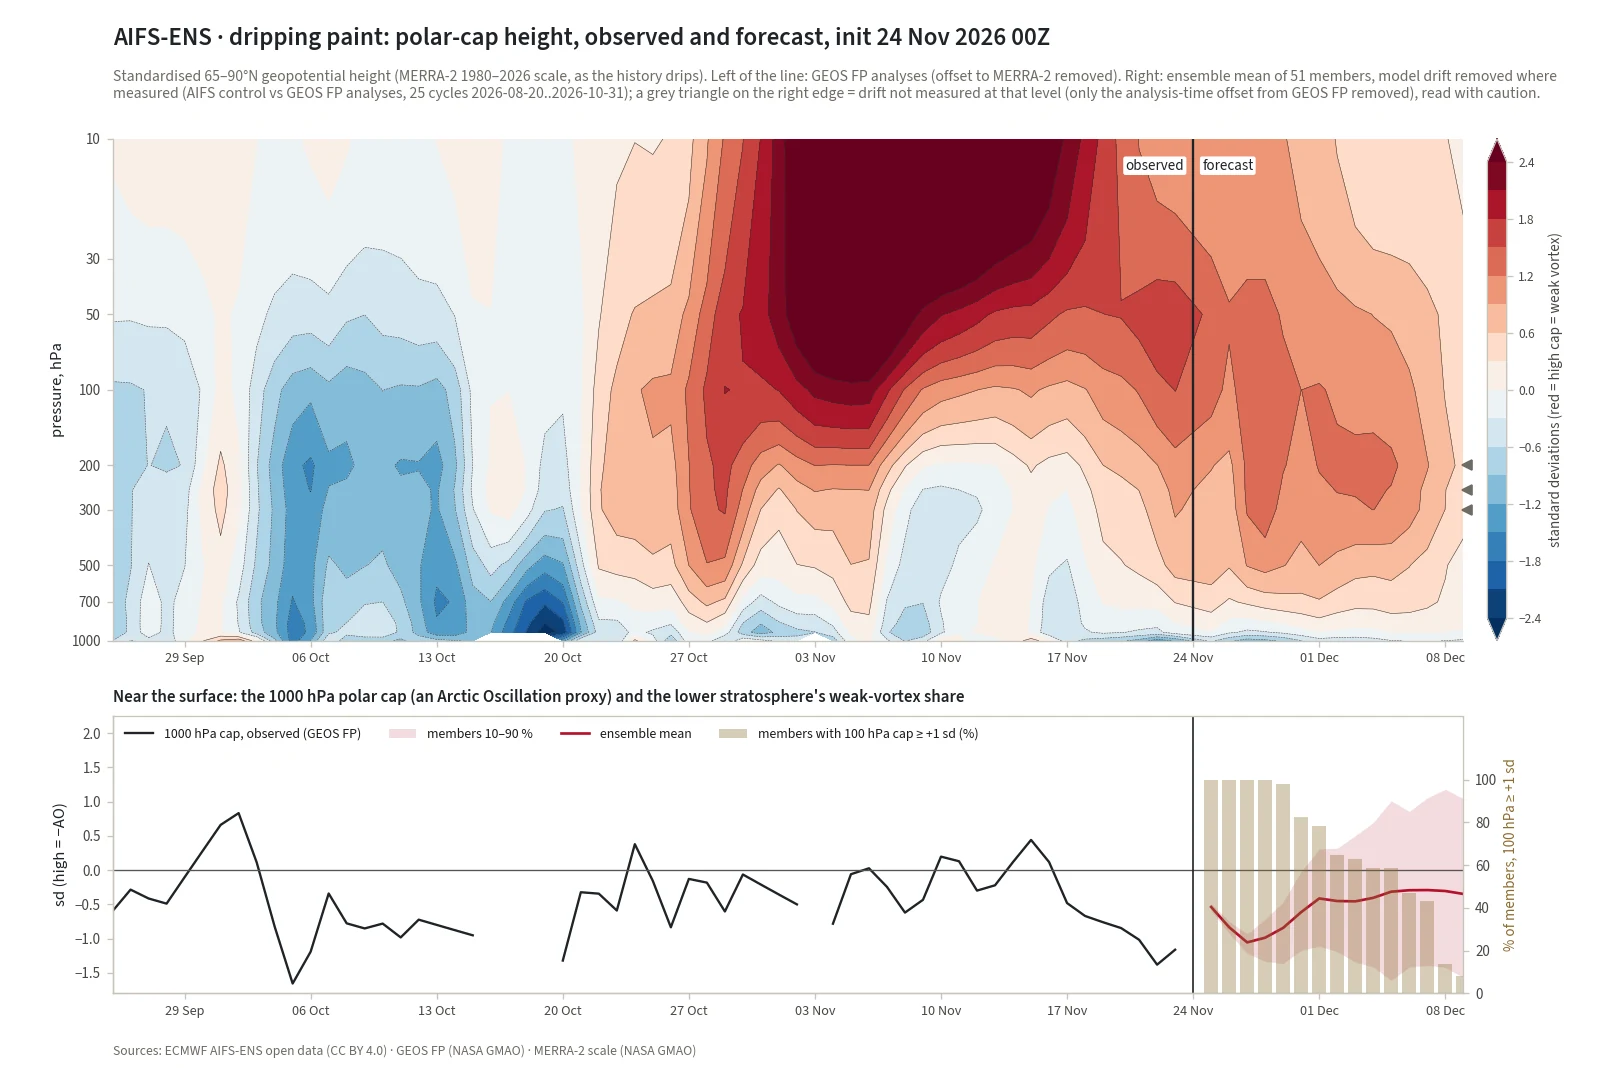 AIFS-ENS · dripping paint: polar-cap height, observed and forecast, init 24 Nov 2026 00Z
Standardised 65–90°N geopotential height (MERRA-2 1980–2026 scale, as the history drips). Left of the line: GEOS FP analyses (offset to MERRA-2 removed). Right: ensemble mean of 51 members, model drift removed where
measured (AIFS control vs GEOS FP analyses, 25 cycles 2026-08-20..2026-10-31); a grey triangle on the right edge = drift not measured at that level (only the analysis-time offset from GEOS FP removed), read with caution.
pressure, hPa
10
30
50
100
200
300
500
700
1000
observed
forecast
29 Sep
06 Oct
13 Oct
20 Oct
27 Oct
03 Nov
10 Nov
17 Nov
24 Nov
01 Dec
08 Dec
2.4
1.8
1.2
0.6
0.0
−0.6
−1.2
−1.8
−2.4
standard deviations (red = high cap = weak vortex)
Near the surface: the 1000 hPa polar cap (an Arctic Oscillation proxy) and the lower stratosphere's weak-vortex share
1000 hPa cap, observed (GEOS FP)
members 10–90 %
ensemble mean
members with 100 hPa cap ≥ +1 sd (%)
sd (high = −AO)
2.0
1.5
1.0
0.5
0.0
−0.5
−1.0
−1.5
100
80
60
40
20
0
% of members, 100 hPa ≥ +1 sd
29 Sep
06 Oct
13 Oct
20 Oct
27 Oct
03 Nov
10 Nov
17 Nov
24 Nov
01 Dec
08 Dec
Sources: ECMWF AIFS-ENS open data (CC BY 4.0) · GEOS FP (NASA GMAO) · MERRA-2 scale (NASA GMAO)